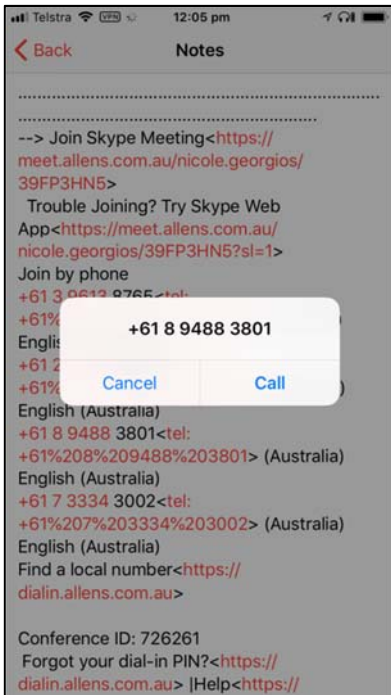 Telstra VPN 12:05 pm
Back Notes
--> Join Skype Meeting<https://
meet.allens.com.au/nicole.georgios/
39FP3HN5>
Trouble Joining? Try Skype Web
App<https://meet.allens.com.au/
nicole.georgios/39FP3HN5?sl=1>
Join by phone
+61 3 9613 8765<tel:
+61%
+61 8 9488 3801
+61 2
+61%
Cancel Call
English (Australia)
+61 8 9488 3801<tel:
+61%208%209488%203801> (Australia)
English (Australia)
+61 7 3334 3002<tel:
+61%207%203334%203002> (Australia)
English (Australia)
Find a local number<https://
dialin.allens.com.au>
Conference ID: 726261
Forgot your dial-in PIN?<https://
dialin.allens.com.au> |Help<https://